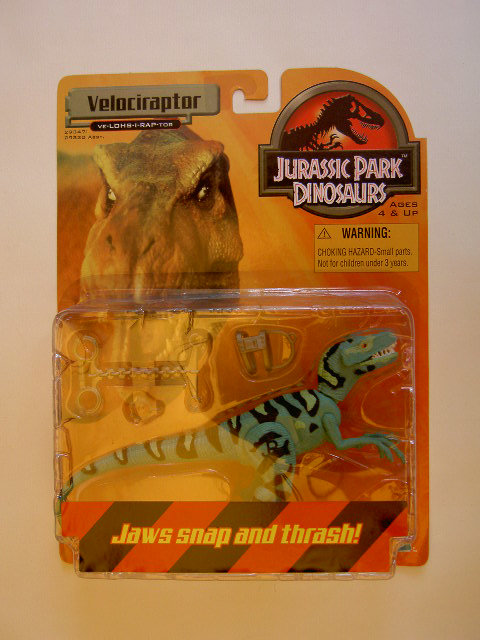 Velociraptor
VE-LOHS-I-RAP-TOR
JURASSIC PARK™
DINOSAURS
AGES
4 & UP
⚠ WARNING:
CHOKING HAZARD-Small parts.
Not for children under 3 years.
Jaws snap and thrash!